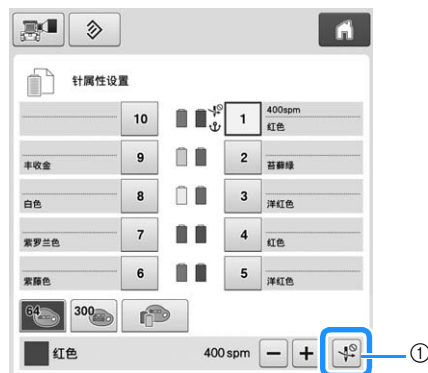 针属性设置
10
1
400spm
红色
丰收金
9
2
苔藓绿
白色
8
3
洋红色
紫罗兰色
7
4
红色
紫藤色
6
5
洋红色
64
300
红色
400 spm
－
＋
①